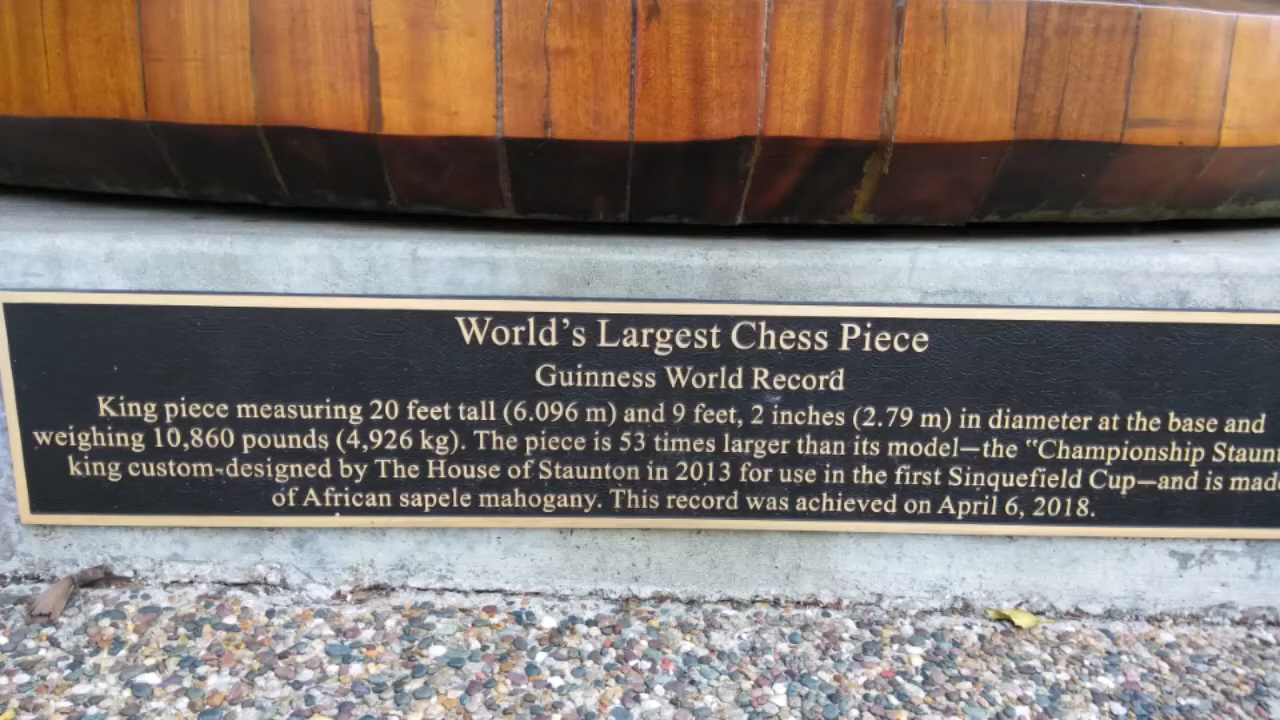 World's Largest Chess Piece
Guinness World Record
King piece measuring 20 feet tall (6.096 m) and 9 feet, 2 inches (2.79 m) in diameter at the base and
weighing 10,860 pounds (4,926 kg). The piece is 53 times larger than its model—the "Championship Staun
king custom-designed by The House of Staunton in 2013 for use in the first Sinquefield Cup—and is mad
of African sapele mahogany. This record was achieved on April 6, 2018.